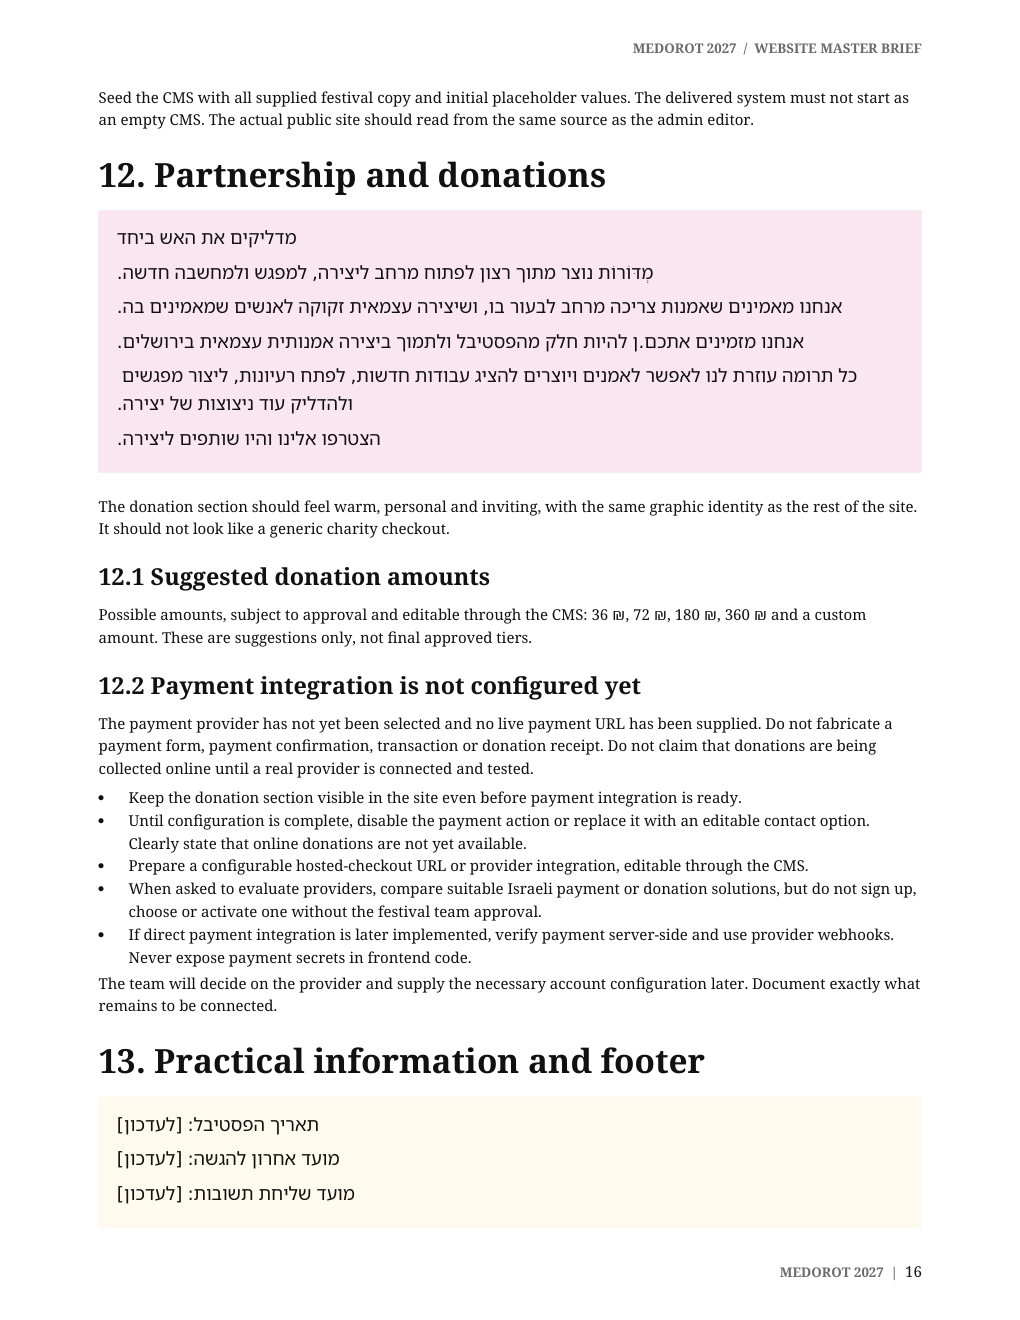 MEDOROT 2027 / WEBSITE MASTER BRIEF
Seed the CMS with all supplied festival copy and initial placeholder values. The delivered system must not start as
an empty CMS. The actual public site should read from the same source as the admin editor.
12. Partnership and donations
מדליקים את האש ביחד
מְדּוֹרוֹת נוצר מתוך רצון לפתוח מרחב ליצירה, למפגש ולמחשבה חדשה.
אנחנו מאמינים שאמנות צריכה מרחב לבעור בו, ושיצירה עצמאית זקוקה לאנשים שמאמינים בה.
אנחנו מזמינים אתכם.ן להיות חלק מהפסטיבל ולתמוך ביצירה אמנותית עצמאית בירושלים.
כל תרומה עוזרת לנו לאפשר לאמנים ויוצרים להציג עבודות חדשות, לפתח רעיונות, ליצור מפגשים
ולהדליק עוד ניצוצות של יצירה.
הצטרפו אלינו והיו שותפים ליצירה.
The donation section should feel warm, personal and inviting, with the same graphic identity as the rest of the site.
It should not look like a generic charity checkout.
12.1 Suggested donation amounts
Possible amounts, subject to approval and editable through the CMS: 36 ₪, 72 ₪, 180 ₪, 360 ₪ and a custom
amount. These are suggestions only, not final approved tiers.
12.2 Payment integration is not configured yet
The payment provider has not yet been selected and no live payment URL has been supplied. Do not fabricate a
payment form, payment confirmation, transaction or donation receipt. Do not claim that donations are being
collected online until a real provider is connected and tested.
• Keep the donation section visible in the site even before payment integration is ready.
• Until configuration is complete, disable the payment action or replace it with an editable contact option.
Clearly state that online donations are not yet available.
• Prepare a configurable hosted-checkout URL or provider integration, editable through the CMS.
• When asked to evaluate providers, compare suitable Israeli payment or donation solutions, but do not sign up,
choose or activate one without the festival team approval.
• If direct payment integration is later implemented, verify payment server-side and use provider webhooks.
Never expose payment secrets in frontend code.
The team will decide on the provider and supply the necessary account configuration later. Document exactly what
remains to be connected.
13. Practical information and footer
תאריך הפסטיבל: [לעדכון]
מועד אחרון להגשה: [לעדכון]
מועד שליחת תשובות: [לעדכון]
MEDOROT 2027 | 16